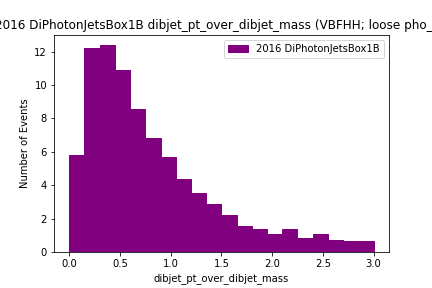 2016 DiPhotonJetsBox1B dibjet_pt_over_dibjet_mass (VBFHH; loose pho_
2016 DiPhotonJetsBox1B
Number of Events
12
10
8
6
4
2
0
0.0 0.5 1.0 1.5 2.0 2.5 3.0
dibjet_pt_over_dibjet_mass